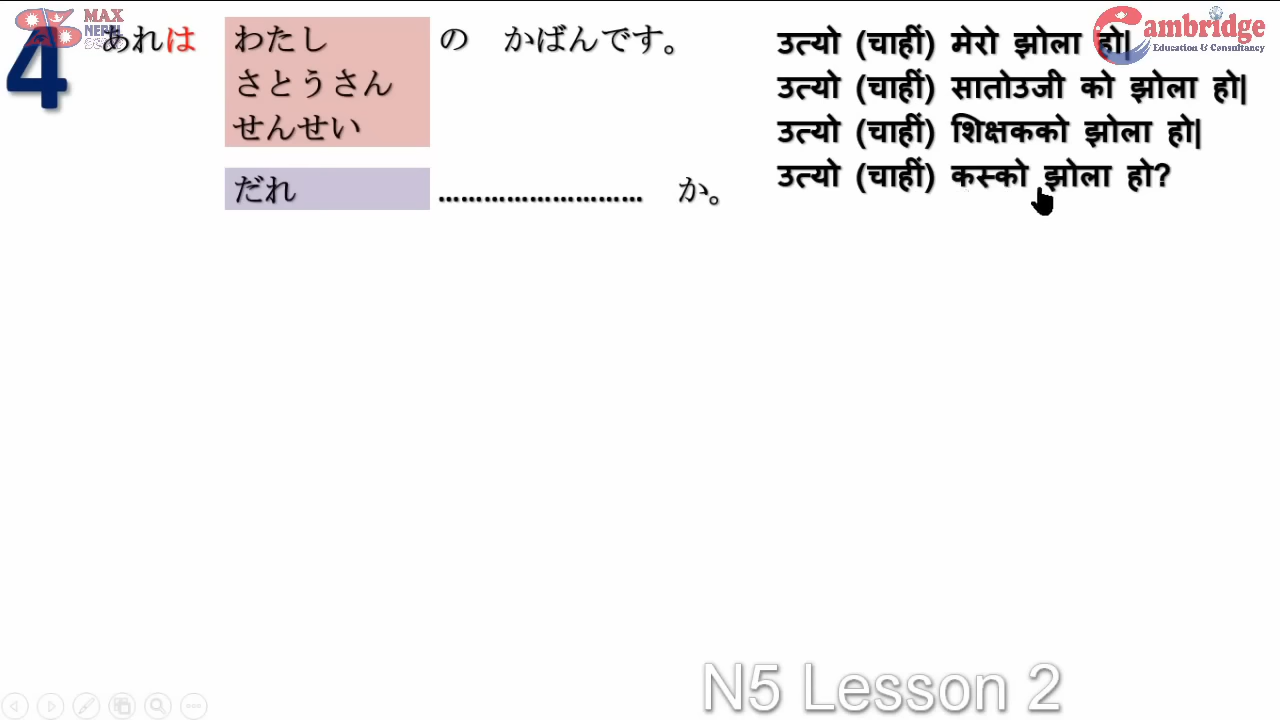 4
MAX
NEPAL
あれは わたし の かばんです。
さとうさん
せんせい
だれ ........................... か。
उत्यो (चाहीं) मेरो झोला हो|
उत्यो (चाहीं) सातोउजी को झोला हो|
उत्यो (चाहीं) शिक्षकको झोला हो|
उत्यो (चाहीं) कस्को झोला हो?
Cambridge
Education & Consultancy
N5 Lesson 2